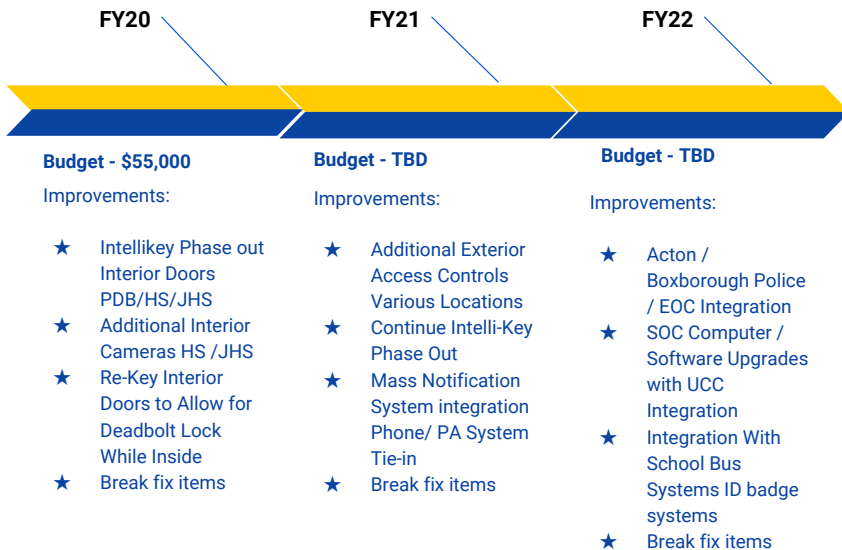 FY20
FY21
FY22
Budget - $55,000
Improvements:
★ Intellikey Phase out
Interior Doors
PDB/HS/JHS
★ Additional Interior
Cameras HS /JHS
★ Re-Key Interior
Doors to Allow for
Deadbolt Lock
While Inside
★ Break fix items
Budget - TBD
Improvements:
★ Additional Exterior
Access Controls
Various Locations
★ Continue Intelli-Key
Phase Out
★ Mass Notification
System integration
Phone/ PA System
Tie-in
★ Break fix items
Budget - TBD
Improvements:
★ Acton /
Boxborough Police
/ EOC Integration
★ SOC Computer /
Software Upgrades
with UCC
Integration
★ Integration With
School Bus
Systems ID badge
systems
★ Break fix items